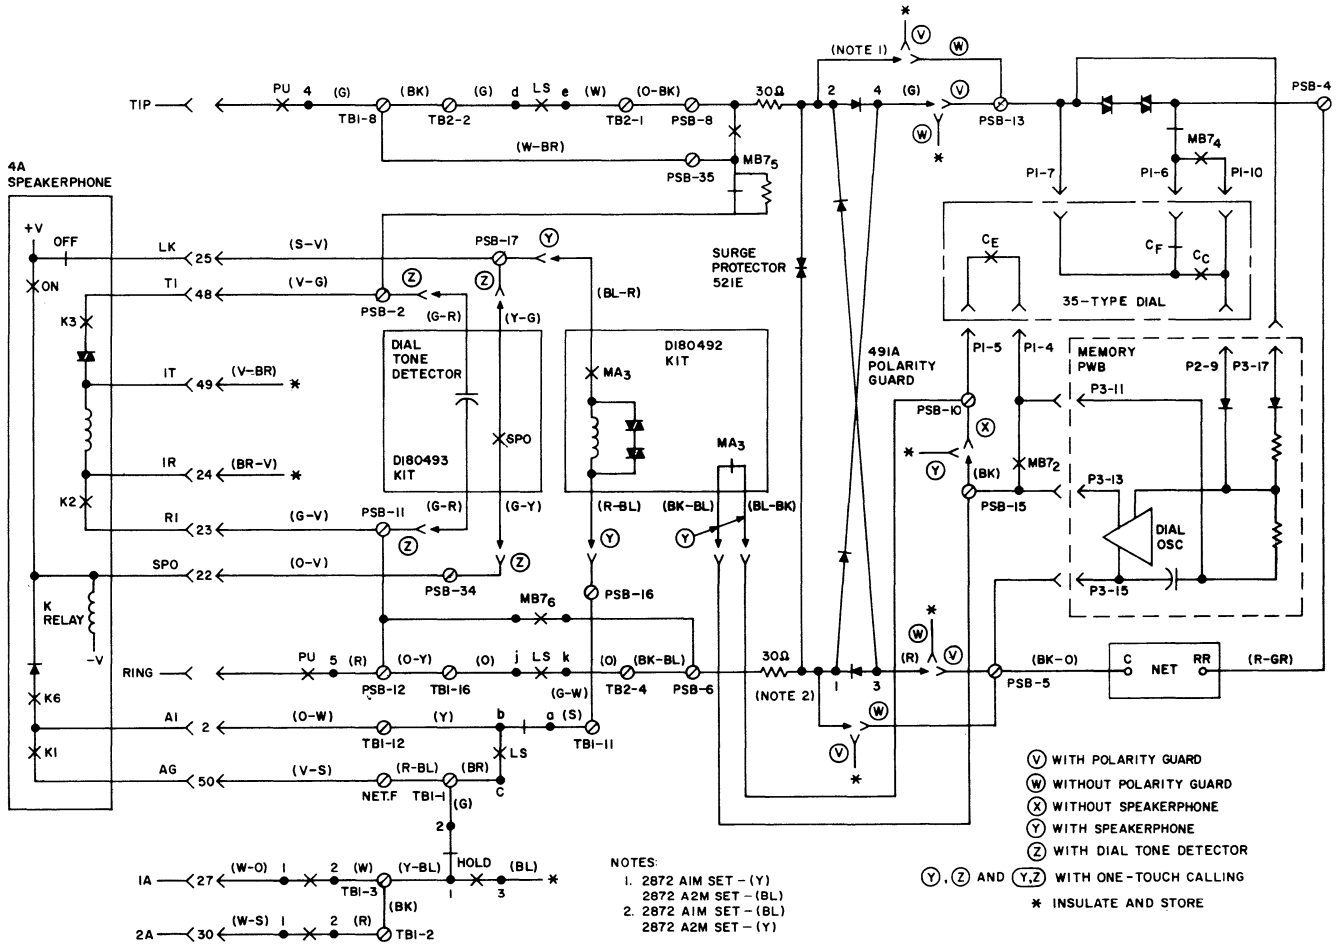 V
W
(NOTE 1)
TIP
PU
4
(G)
(BK)
(G)
d
LS
e
(W)
(O-BK)
30Ω
2
4
(G)
V
W
PSB-4
TB1-8
TB2-2
TB2-1
PSB-8
PSB-13
(W-BR)
PSB-35
MB7₅
MB7₄
P1-7
P1-6
P1-10
4A
SPEAKERPHONE
+V
OFF
LK
25
(S-V)
PSB-17
Y
SURGE
PROTECTOR
521E
CE
CF
CC
35-TYPE DIAL
ON
T1
48
(V-G)
PSB-2
Z
Z
(BL-R)
K3
(G-R)
(Y-G)
DIAL
TONE
DETECTOR
D180492
KIT
491A
POLARITY
GUARD
P1-5
P1-4
MEMORY
PWB
P2-9
P3-17
IT
49
(V-BR)
*
MA₃
PSB-10
P3-11
SPO
MA₃
X
D180493
KIT
*
Y
MB7₂
IR
24
(BR-V)
*
(BK)
P3-13
K2
(G-R)
(G-Y)
(R-BL)
(BK-BL)
(BL-BK)
PSB-15
R1
23
(G-V)
PSB-11
Z
Y
Y
DIAL
OSC
SPO
22
(O-V)
PSB-34
Z
PSB-16
P3-15
K
RELAY
-V
MB7₆
*
W
RING
PU
5
(R)
(O-Y)
(O)
j
LS
k
(O)
(BK-BL)
30Ω
1
3
(R)
V
(BK-O)
C
NET
RR
(R-GR)
PSB-12
TB1-16
TB2-4
PSB-6
(NOTE 2)
PSB-5
K6
(G-W)
A1
2
(O-W)
(Y)
b
a
(S)
W
TB1-12
TB1-11
K1
LS
V
*
AG
50
(V-S)
(R-BL)
(BR)
C
NET.F
TB1-1
(G)
2
V WITH POLARITY GUARD
W WITHOUT POLARITY GUARD
X WITHOUT SPEAKERPHONE
Y WITH SPEAKERPHONE
Z WITH DIAL TONE DETECTOR
Y, Z AND Y,Z WITH ONE-TOUCH CALLING
* INSULATE AND STORE
1A
27
(W-O)
1
2
(W)
(Y-BL)
HOLD
(BL)
*
TB1-3
1
3
(BK)
2A
30
(W-S)
1
2
(R)
TB1-2
NOTES:
1. 2872 A1M SET - (Y)
2872 A2M SET - (BL)
2. 2872 A1M SET - (BL)
2872 A2M SET - (Y)